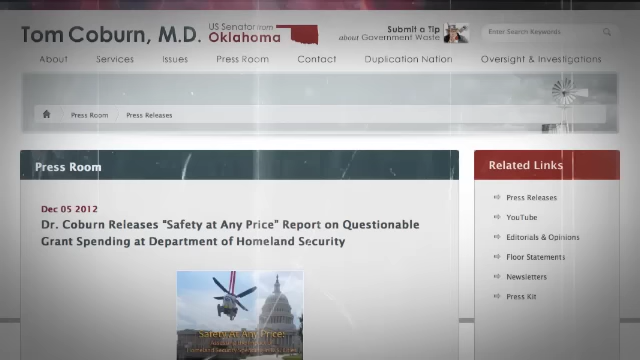 Tom Coburn, M.D.
US Senator from
Oklahoma
Submit a Tip
about Government Waste
Enter Search Keywords
About Services Issues Press Room Contact Duplication Nation Oversight & Investigations
Press Room Press Releases
Press Room
Dec 05 2012
Dr. Coburn Releases "Safety at Any Price" Report on Questionable
Grant Spending at Department of Homeland Security
Safety At Any Price:
Related Links
Press Releases
YouTube
Editorials & Opinions
Floor Statements
Newsletters
Press Kit